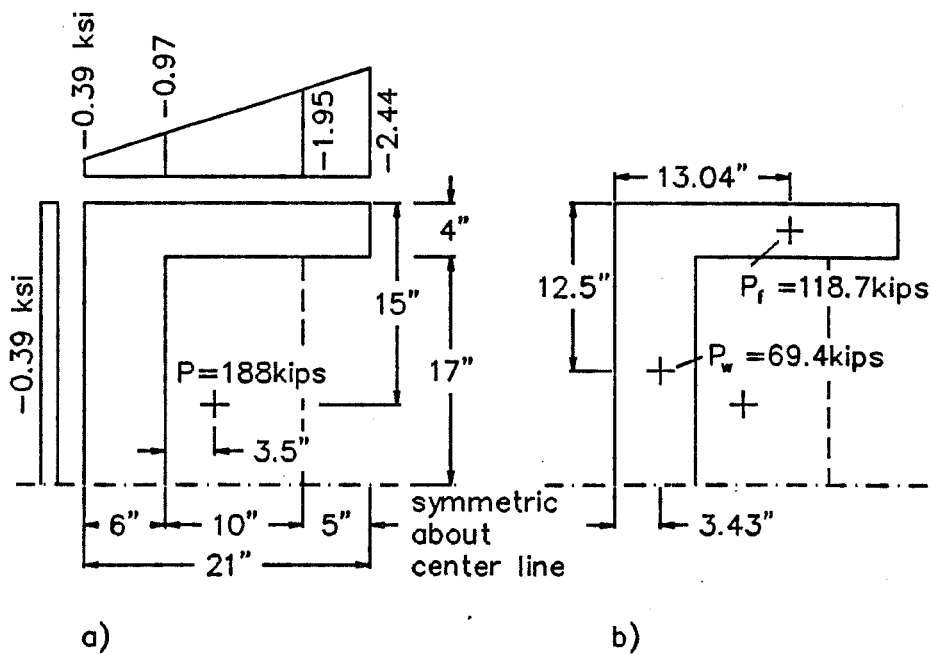 -0.39 ksi
-0.97
-1.95
-2.44
-0.39 ksi
4"
15"
17"
P=188kips
3.5"
6"
10"
5"
21"
symmetric
about
center line
a)
13.04"
12.5"
P_f =118.7kips
P_w =69.4kips
3.43"
b)